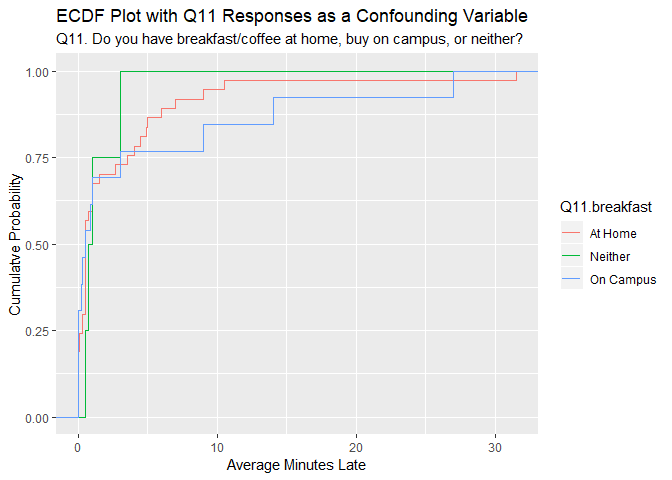 ECDF Plot with Q11 Responses as a Confounding Variable
Q11. Do you have breakfast/coffee at home, buy on campus, or neither?
1.00
0.75
0.50
0.25
0.00
Cumulatve Probability
0
10
20
30
Average Minutes Late
Q11.breakfast
At Home
Neither
On Campus